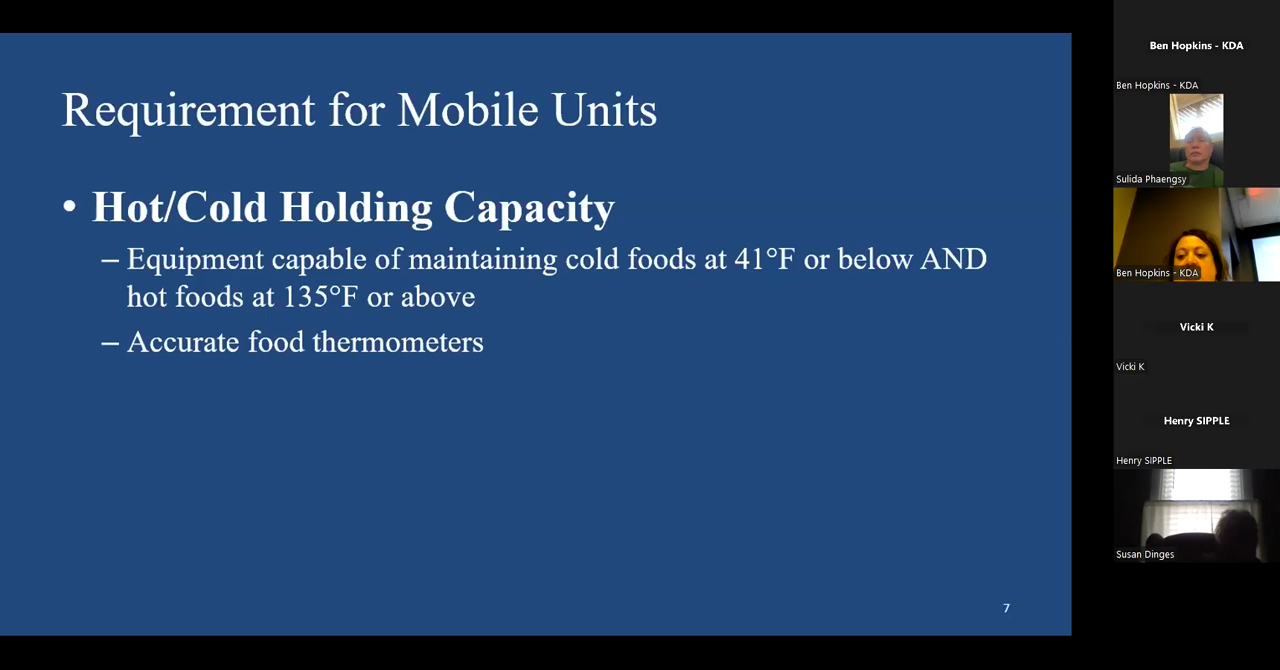 Requirement for Mobile Units
• Hot/Cold Holding Capacity
– Equipment capable of maintaining cold foods at 41°F or below AND
hot foods at 135°F or above
– Accurate food thermometers
7
Ben Hopkins - KDA
Ben Hopkins - KDA
Sulida Phaengsy
Ben Hopkins - KDA
Vicki K
Vicki K
Henry SIPPLE
Henry SIPPLE
Susan Dinges